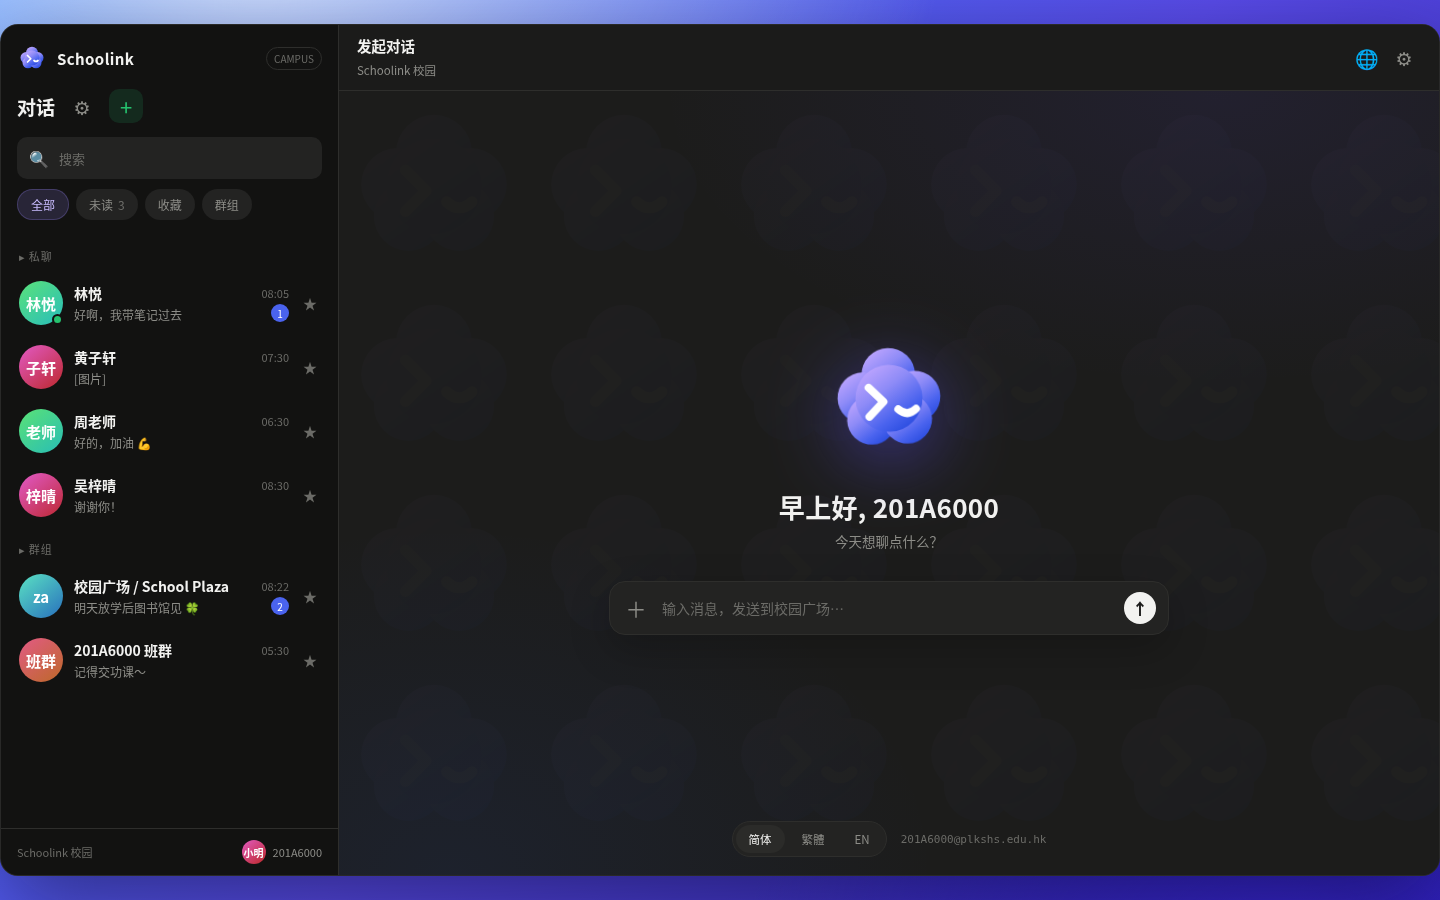 Schoolink
CAMPUS
对话
搜索
全部
未读 3
收藏
群组
私聊
林悦
林悦
08:05
好啊，我带笔记过去
1
子轩
黄子轩
07:30
[图片]
老师
周老师
06:30
好的，加油 💪
梓晴
吴梓晴
08:30
谢谢你！
群组
za
校园广场 / School Plaza
08:22
明天放学后图书馆见 🍀
2
班群
201A6000 班群
05:30
记得交功课～
Schoolink 校园
小明
201A6000
发起对话
Schoolink 校园
早上好, 201A6000
今天想聊点什么？
输入消息，发送到校园广场…
简体
繁體
EN
201A6000@plkshs.edu.hk